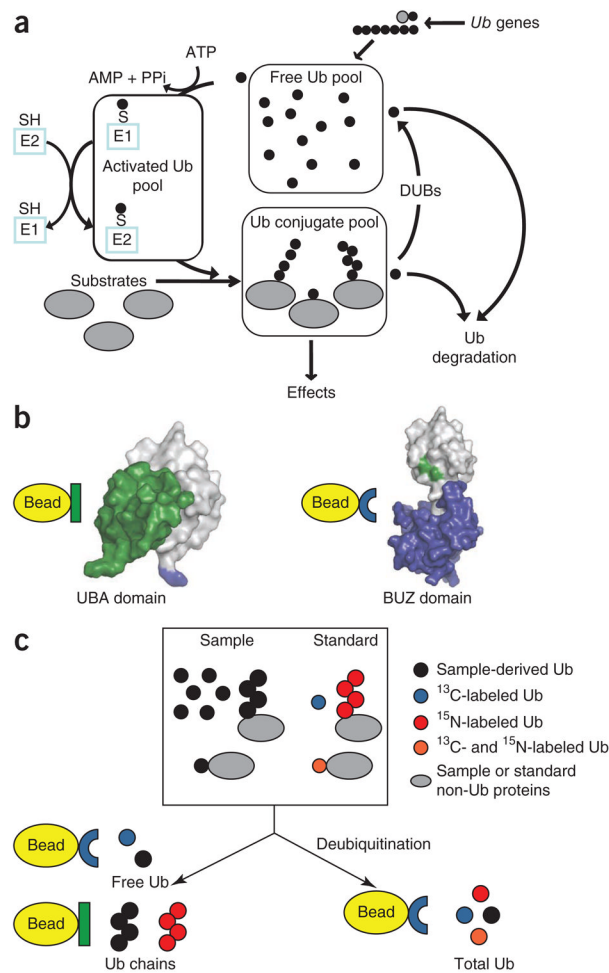 a
Ub genes
ATP
AMP + PPi
Free Ub pool
SH
E2
S
E1
Activated Ub
pool
DUBs
SH
E1
S
E2
Ub conjugate pool
Substrates
Ub
degradation
Effects
b
Bead
UBA domain
Bead
BUZ domain
c
Sample
Standard
Sample-derived Ub
¹³C-labeled Ub
¹⁵N-labeled Ub
¹³C- and ¹⁵N-labeled Ub
Sample or standard
non-Ub proteins
Deubiquitination
Bead
Free Ub
Bead
Ub chains
Bead
Total Ub